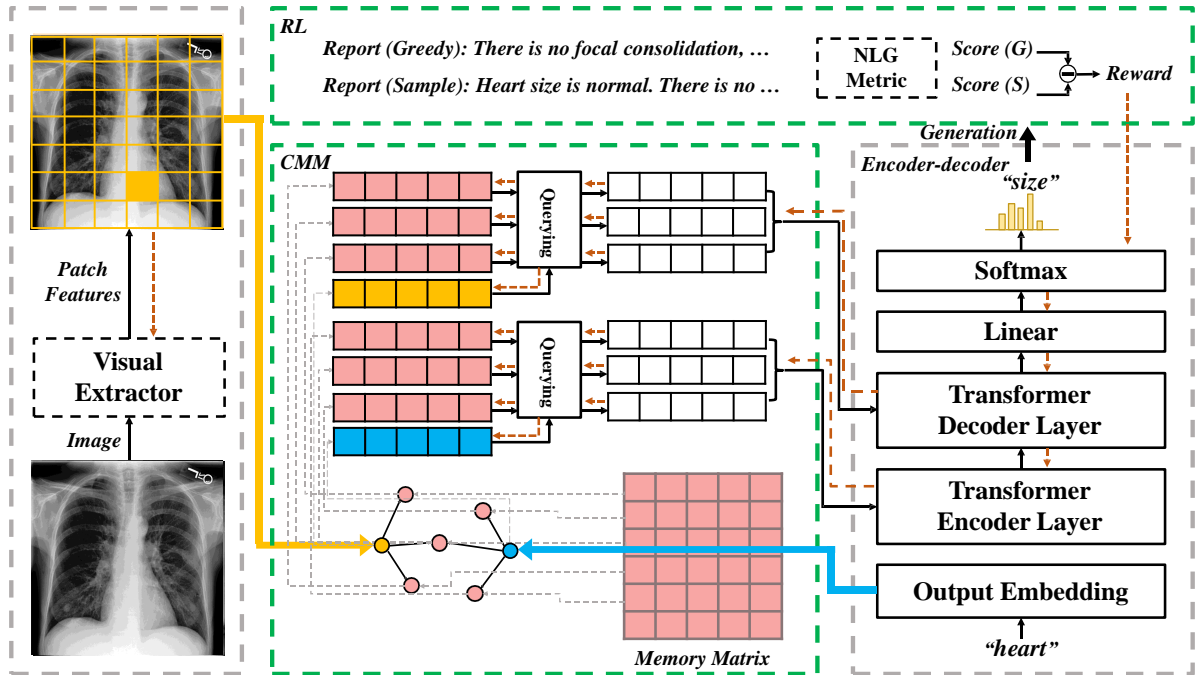 RL
Report (Greedy): There is no focal consolidation, …
Report (Sample): Heart size is normal. There is no …
NLG
Metric
Score (G)
Score (S)
Reward
Generation
Patch
Features
Visual
Extractor
Image
CMM
Querying
Querying
Memory Matrix
Encoder-decoder
“size”
Softmax
Linear
Transformer
Decoder Layer
Transformer
Encoder Layer
Output Embedding
“heart”